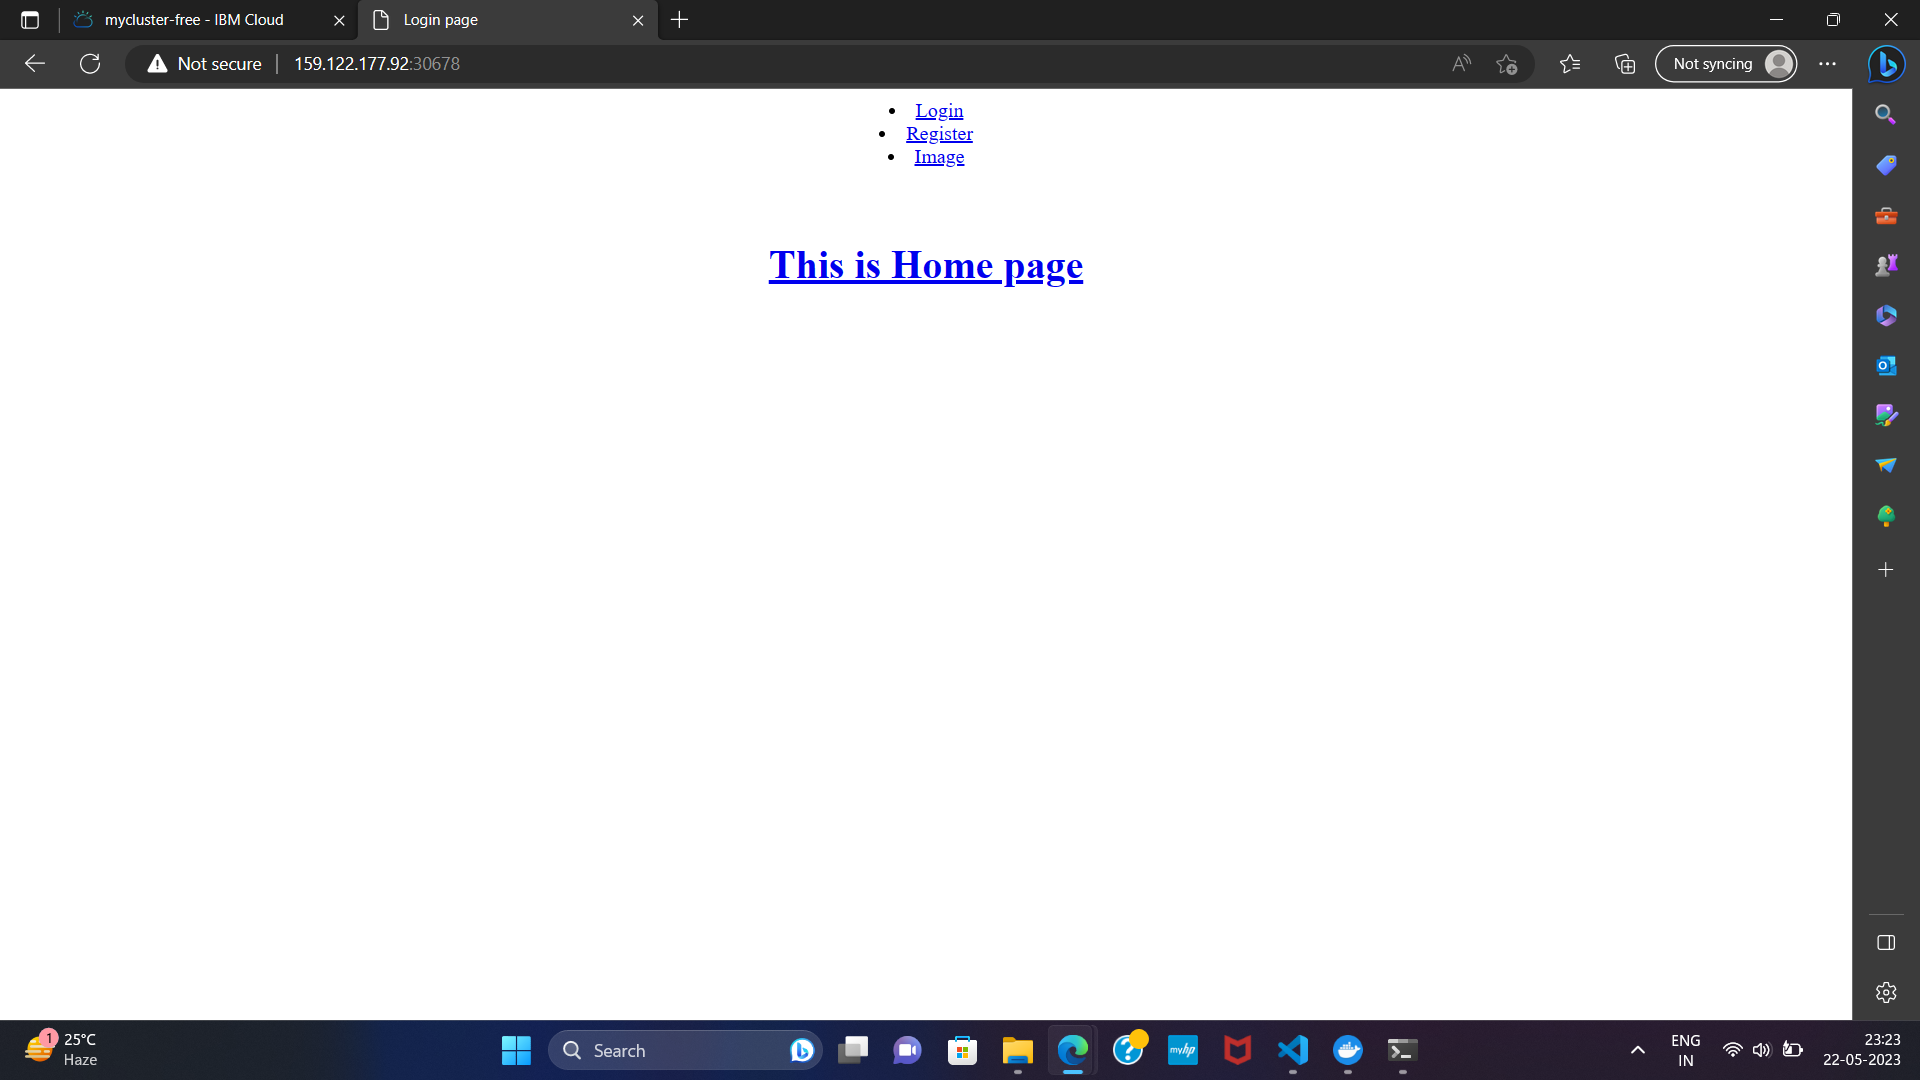 mycluster-free - IBM Cloud
Login page
Not secure
159.122.177.92:30678
Not syncing
Login
Register
Image
This is Home page
1
25°C
Haze
Search
myhp
ENG
IN
23:23
22-05-2023